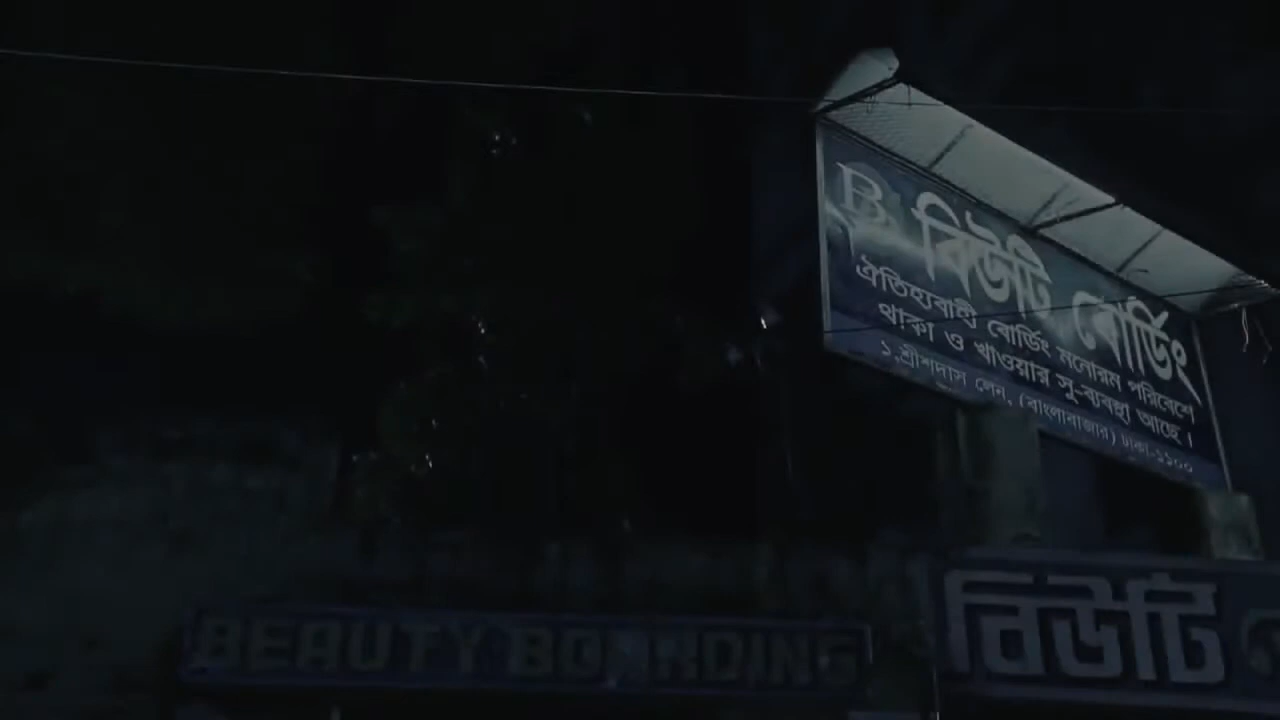 B
বিউটি বোর্ডিং
ঐতিহ্যবাহী বোর্ডিং মনোরম পরিবেশে
থাকা ও খাওয়ার সু-ব্যবস্থা আছে।
১,শ্রীশদাস লেন, (বাংলাবাজার) ঢাকা-১১০০
BEAUTY BOARDING
বিউটি